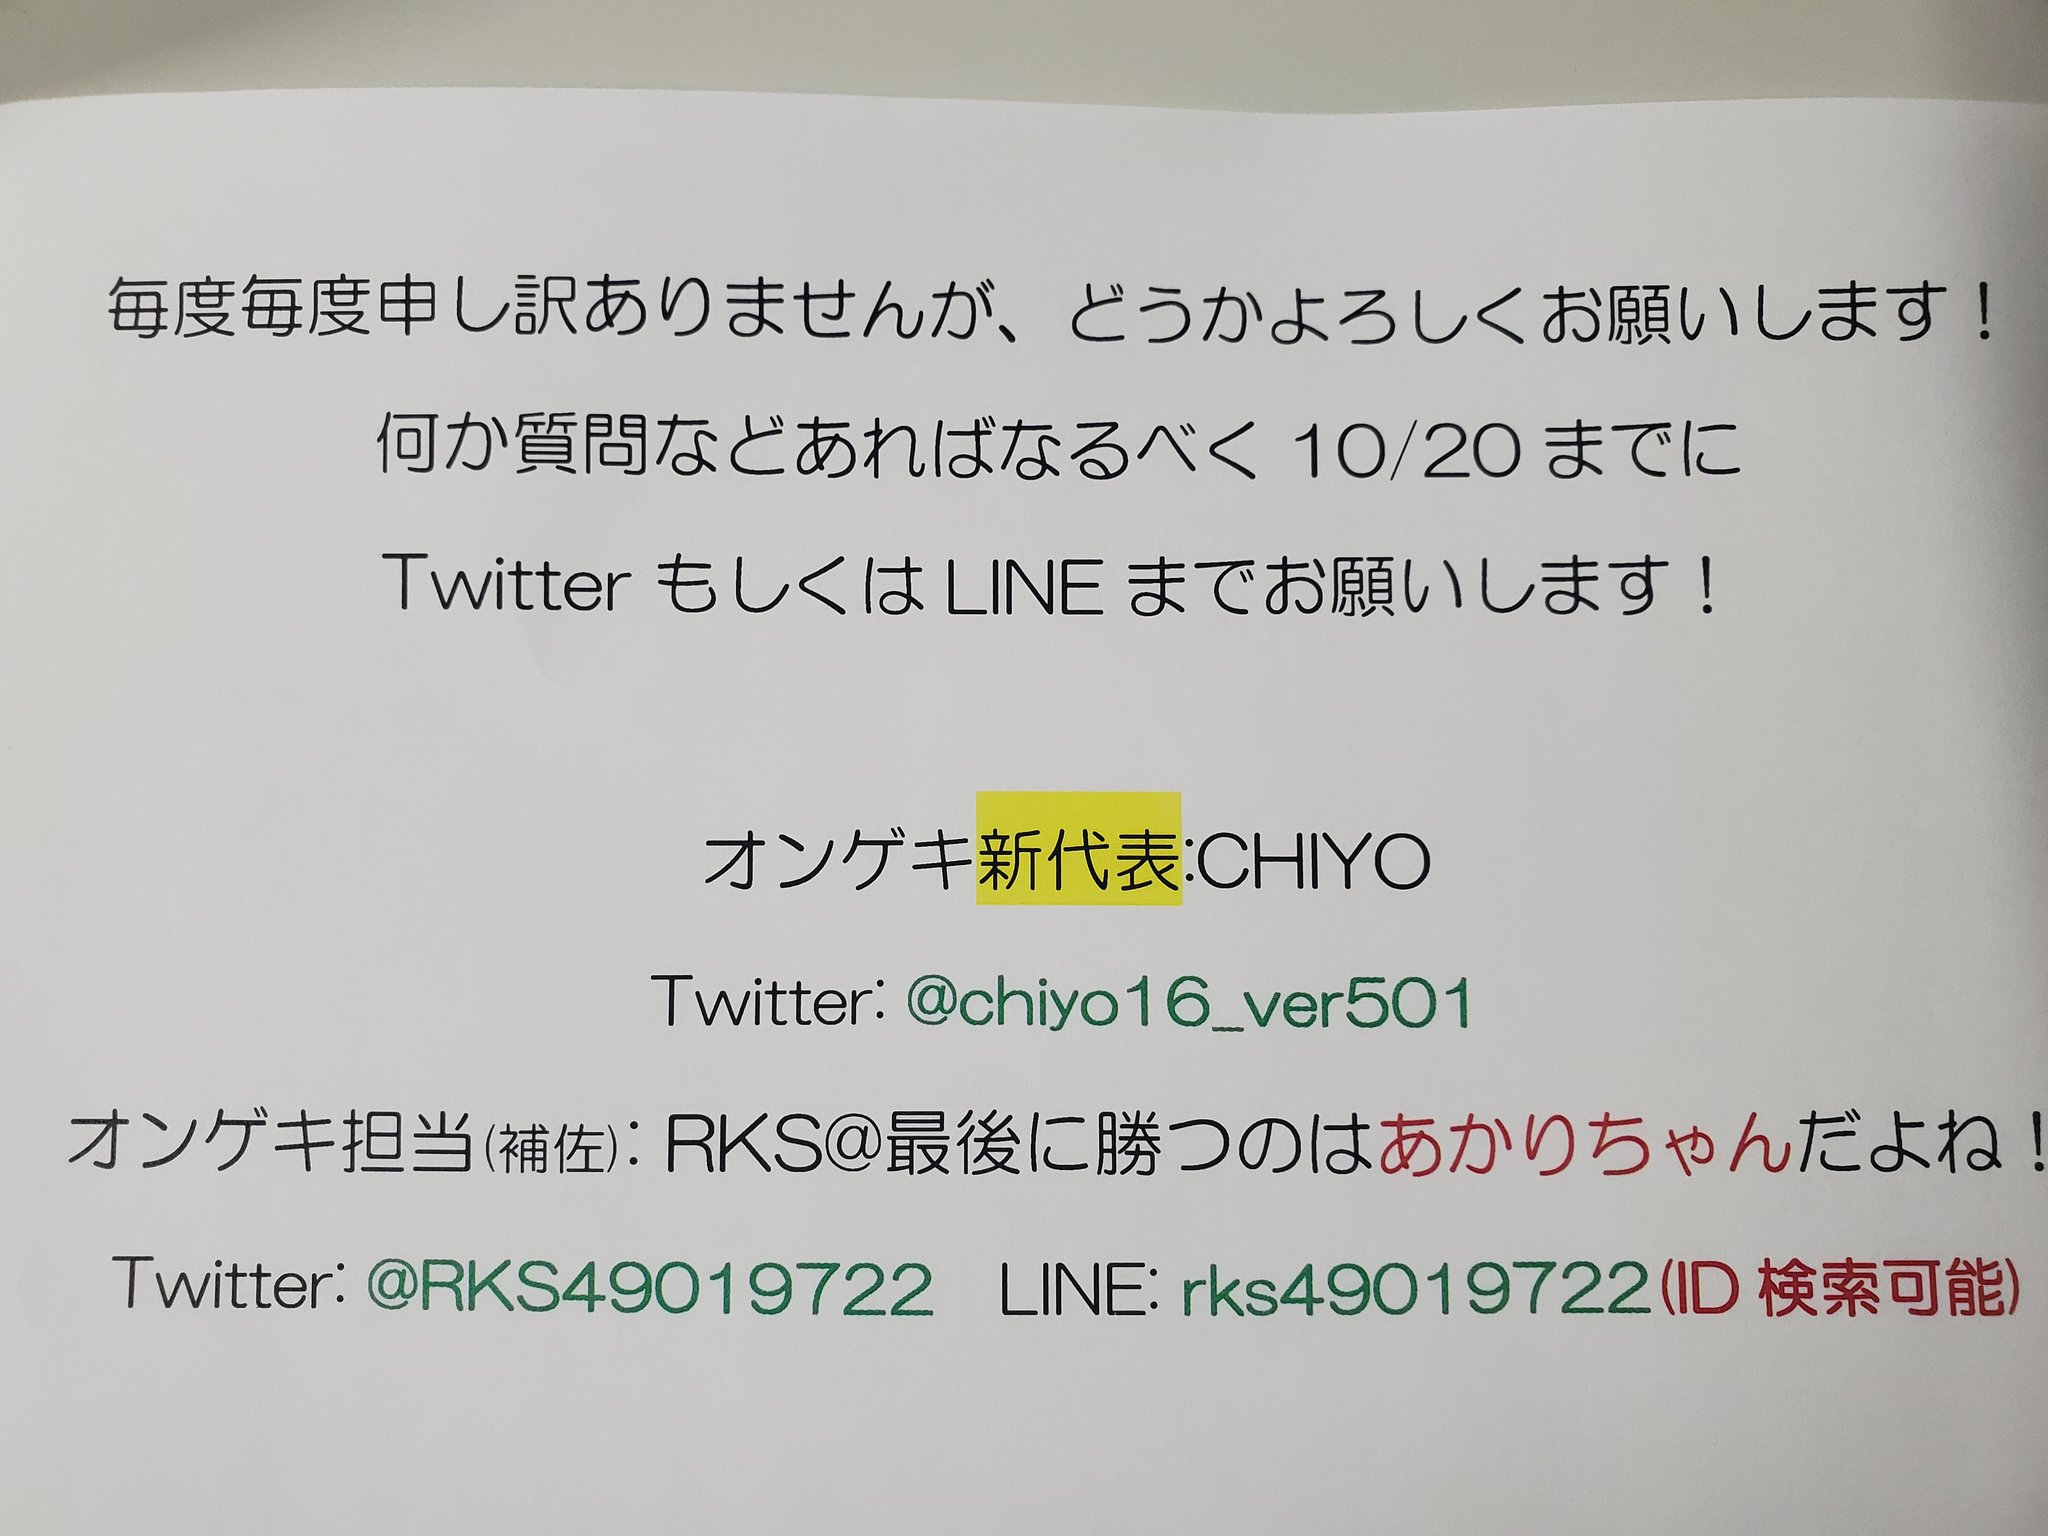 毎度毎度申し訳ありませんが、どうかよろしくお願いします！
何か質問などあればなるべく 10/20 までに
Twitter もしくは LINE までお願いします！
オンゲキ新代表:CHIYO
Twitter: @chiyo16_ver501
オンゲキ担当(補佐): RKS@最後に勝つのはあかりちゃんだよね！
Twitter: @RKS49019722　LINE: rks49019722(ID 検索可能)